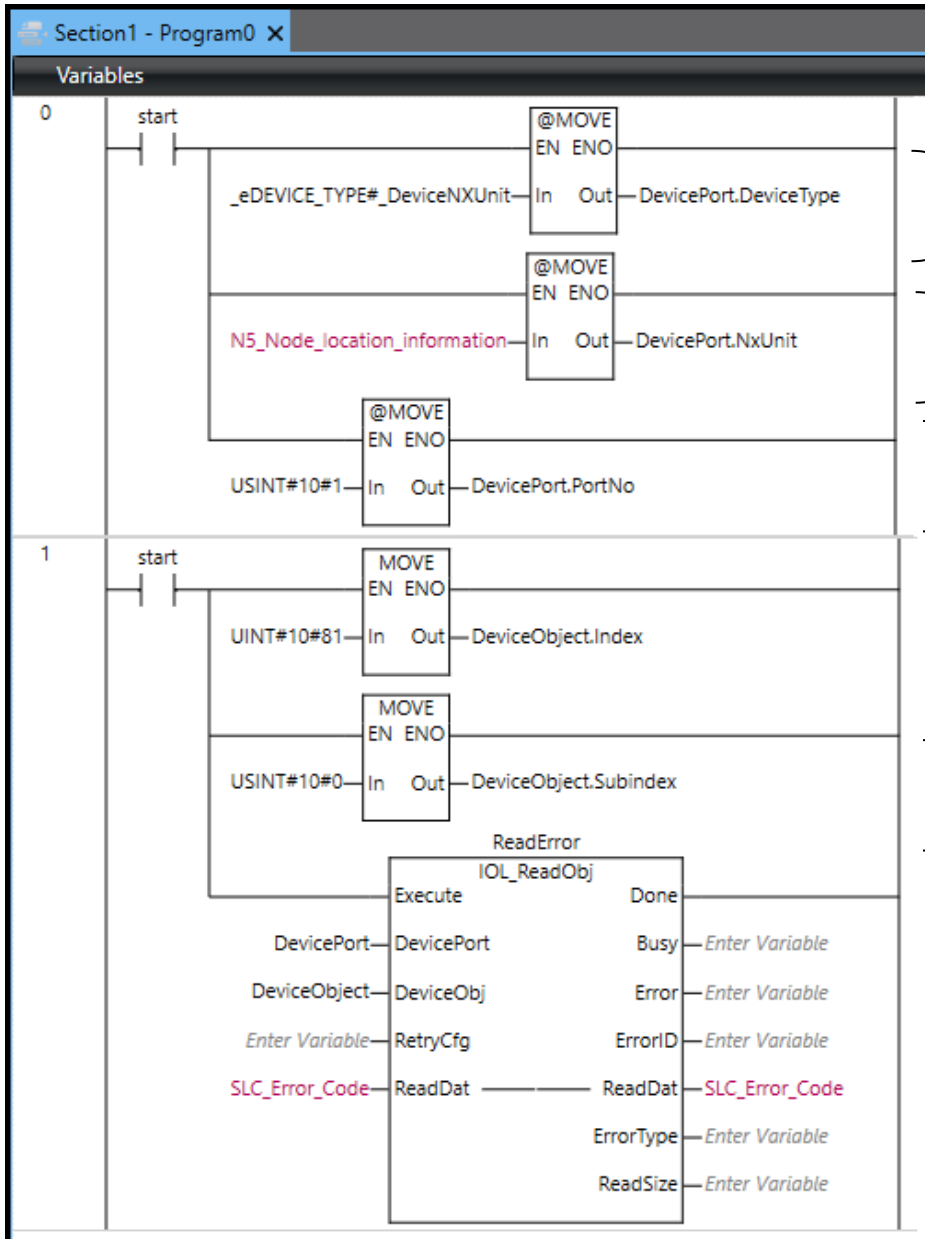 Section1 - Program0 ×
Variables
0
start
@MOVE
EN ENO
_eDEVICE_TYPE#_DeviceNXUnit In Out DevicePort.DeviceType
@MOVE
EN ENO
N5_Node_location_information In Out DevicePort.NxUnit
@MOVE
EN ENO
USINT#10#1 In Out DevicePort.PortNo
1
start
MOVE
EN ENO
UINT#10#81 In Out DeviceObject.Index
MOVE
EN ENO
USINT#10#0 In Out DeviceObject.Subindex
ReadError
IOL_ReadObj
Execute Done
DevicePort DevicePort Busy Enter Variable
DeviceObject DeviceObj Error Enter Variable
Enter Variable RetryCfg ErrorID Enter Variable
SLC_Error_Code ReadDat ReadDat SLC_Error_Code
ErrorType Enter Variable
ReadSize Enter Variable